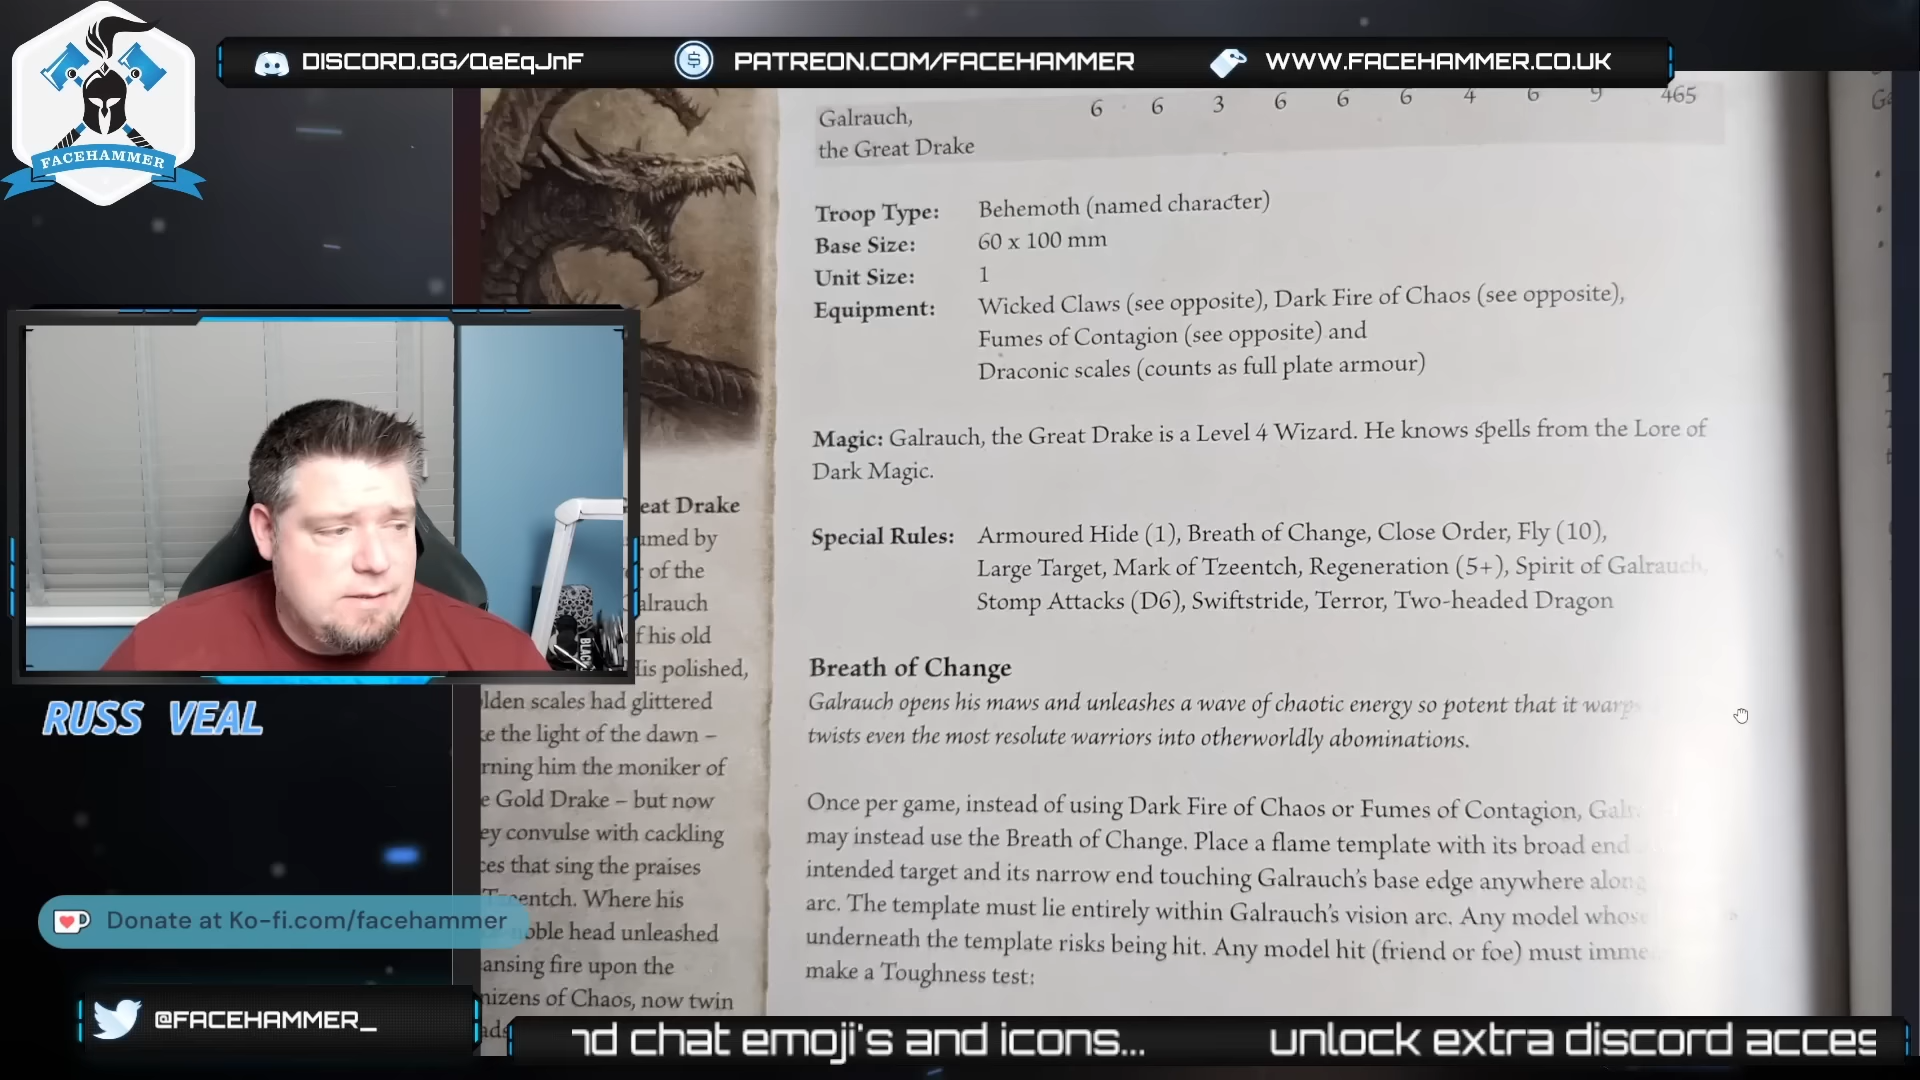 DISCORD.GG/QeEqJnF
PATREON.COM/FACEHAMMER
WWW.FACEHAMMER.CO.UK
FACEHAMMER
Galrauch,
the Great Drake
6 6 3 6 6 6 4 6 9 465
Troop Type: Behemoth (named character)
Base Size: 60 x 100 mm
Unit Size: 1
Equipment: Wicked Claws (see opposite), Dark Fire of Chaos (see opposite),
Fumes of Contagion (see opposite) and
Draconic scales (counts as full plate armour)
Magic: Galrauch, the Great Drake is a Level 4 Wizard. He knows spells from the Lore of
Dark Magic.
Special Rules: Armoured Hide (1), Breath of Change, Close Order, Fly (10),
Large Target, Mark of Tzeentch, Regeneration (5+), Spirit of Galrauch,
Stomp Attacks (D6), Swiftstride, Terror, Two-headed Dragon
Breath of Change
Galrauch opens his maws and unleashes a wave of chaotic energy so potent that it warps
twists even the most resolute warriors into otherworldly abominations.
Once per game, instead of using Dark Fire of Chaos or Fumes of Contagion,
may instead use the Breath of Change. Place a flame template with its broad end
intended target and its narrow end touching Galrauch's base edge anywhere along
arc. The template must lie entirely within Galrauch's vision arc. Any model whose
underneath the template risks being hit. Any model hit (friend or foe) must
make a Toughness test:
eat Drake
umed by
of the
alrauch
f his old
His polished,
lden scales had glittered
ke the light of the dawn –
rning him the moniker of
e Gold Drake – but now
ey convulse with cackling
ces that sing the praises
Tzeentch. Where his
noble head unleashed
ansing fire upon the
nizens of Chaos, now twin
ads
RUSS VEAL
Donate at Ko-fi.com/facehammer
@FACEHAMMER_
nd chat emoji's and icons...
unlock extra discord acces